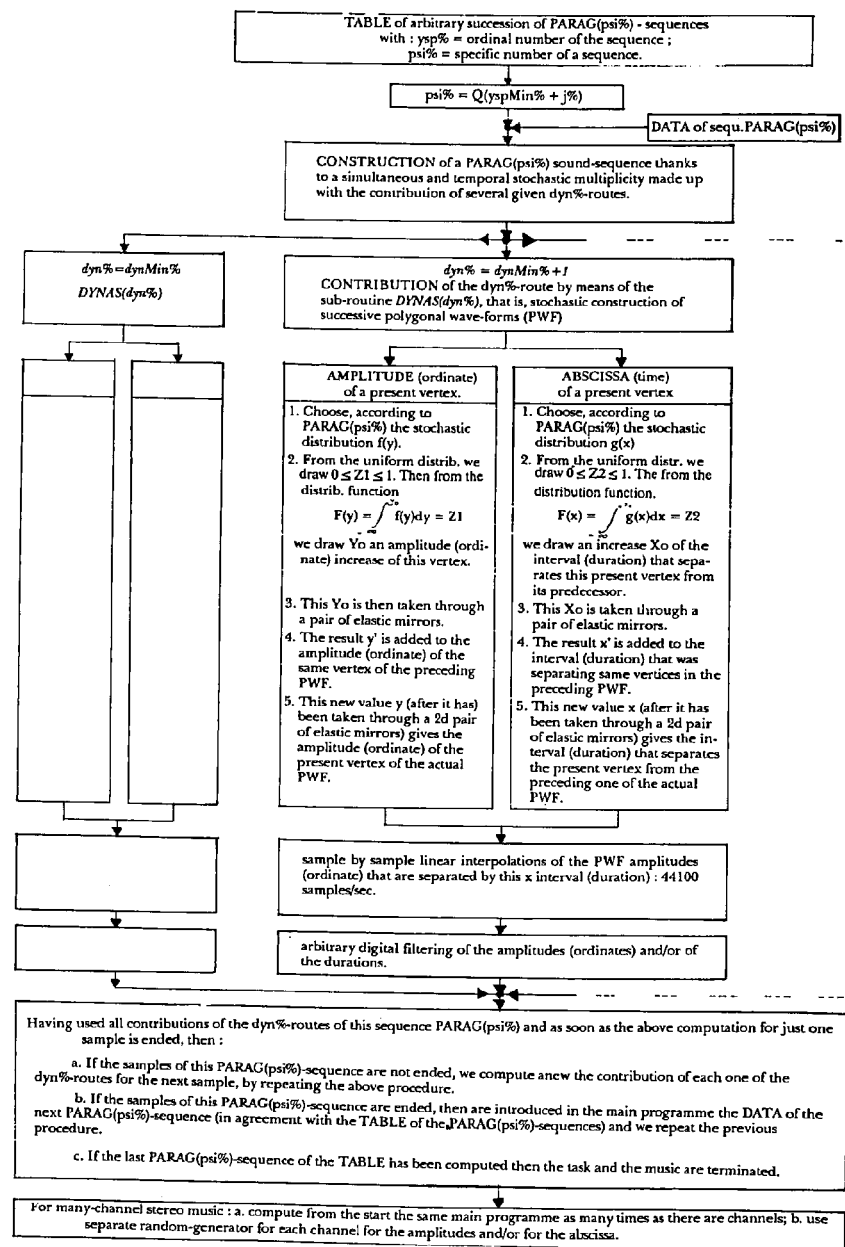 TABLE of arbitrary succession of PARAG(psi%) - sequences
with : ysp% = ordinal number of the sequence ;
psi% = specific number of a sequence.
psi% = Q(yspMin% + j%)
DATA of sequ.PARAG(psi%)
CONSTRUCTION of a PARAG(psi%) sound-sequence thanks
to a simultaneous and temporal stochastic multiplicity made up
with the contribution of several given dyn%-routes.
dyn%=dynMin%
DYNAS(dyn%)
dyn% = dynMin%+1
CONTRIBUTION of the dyn%-route by means of the
sub-routine DYNAS(dyn%), that is, stochastic construction of
successive polygonal wave-forms (PWF)
AMPLITUDE (ordinate)
of a present vertex.
1. Choose, according to
PARAG(psi%) the stochastic
distribution f(y).
2. From the uniform distrib. we
draw 0 ≤ Z1 ≤ 1. Then from the
distrib. function
F(y) = ∫ f(y)dy = Z1
we draw Yo an amplitude (ordi-
nate) increase of this vertex.
3. This Yo is then taken through
a pair of elastic mirrors.
4. The result y' is added to the
amplitude (ordinate) of the
same vertex of the preceding
PWF.
5. This new value y (after it has)
been taken through a 2d pair
of elastic mirrors) gives the
amplitude (ordinate) of the
present vertex of the actual
PWF.
ABSCISSA (time)
of a present vertex
1. Choose, according to
PARAG(psi%) the stochastic
distribution g(x)
2. From the uniform distr. we
draw 0 ≤ Z2 ≤ 1. The from the
distribution function.
F(x) = ∫ g(x)dx = Z2
we draw an increase Xo of the
interval (duration) that sepa-
rates this present vertex from
its predecessor.
3. This Xo is taken through a
pair of elastic mirrors.
4. The result x' is added to the
interval (duration) that was
separating same vertices in the
preceding PWF.
5. This new value x (after it has
been taken through a 2d pair
of elastic mirrors) gives the in-
terval (duration) that separates
the present vertex from the
preceding one of the actual
PWF.
sample by sample linear interpolations of the PWF amplitudes
(ordinate) that are separated by this x interval (duration) : 44100
samples/sec.
arbitrary digital filtering of the amplitudes (ordinates) and/or of
the durations.
Having used all contributions of the dyn%-routes of this sequence PARAG(psi%) and as soon as the above computation for just one
sample is ended, then :
a. If the samples of this PARAG(psi%)-sequence are not ended, we compute anew the contribution of each one of the
dyn%-routes for the next sample, by repeating the above procedure.
b. If the samples of this PARAG(psi%)-sequence are ended, then are introduced in the main programme the DATA of the
next PARAG(psi%)-sequence (in agreement with the TABLE of the PARAG(psi%)-sequences) and we repeat the previous
procedure.
c. If the last PARAG(psi%)-sequence of the TABLE has been computed then the task and the music are terminated.
For many-channel stereo music : a. compute from the start the same main programme as many times as there are channels; b. use
separate random-generator for each channel for the amplitudes and/or for the abscissa.